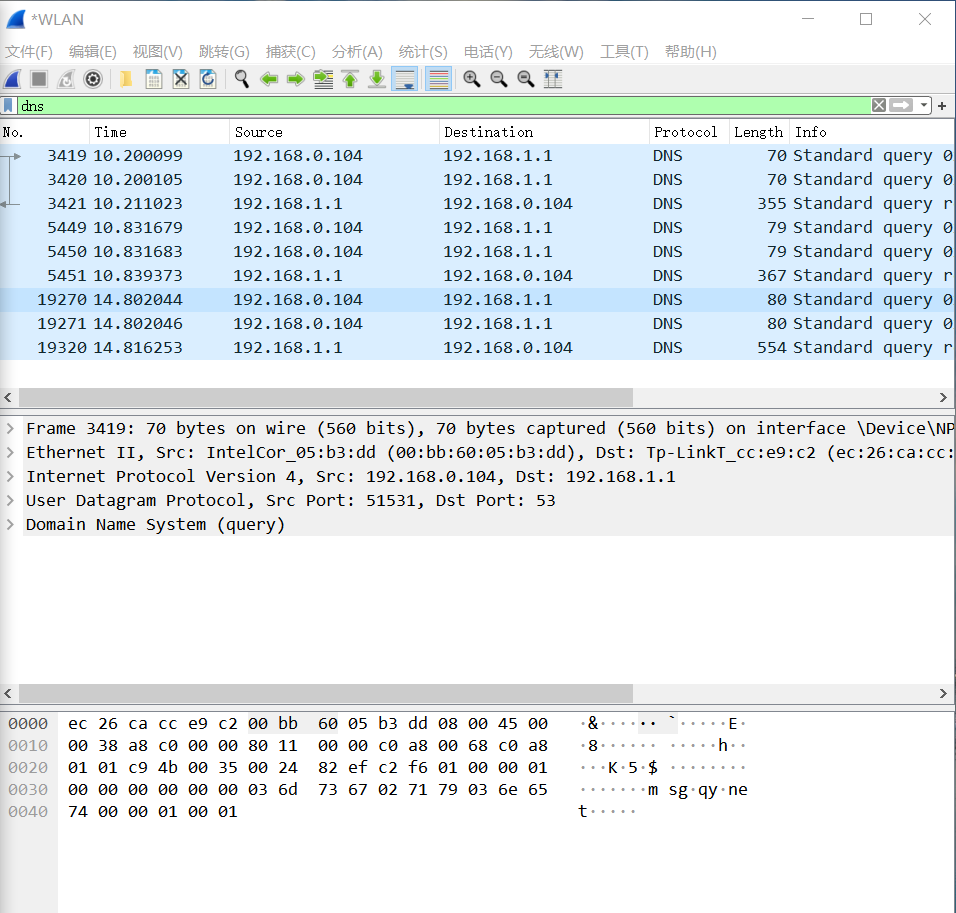 *WLAN
文件(F) 编辑(E) 视图(V) 跳转(G) 捕获(C) 分析(A) 统计(S) 电话(Y) 无线(W) 工具(T) 帮助(H)
dns
No. Time Source Destination Protocol Length Info
3419 10.200099 192.168.0.104 192.168.1.1 DNS 70 Standard query 0
3420 10.200105 192.168.0.104 192.168.1.1 DNS 70 Standard query 0
3421 10.211023 192.168.1.1 192.168.0.104 DNS 355 Standard query r
5449 10.831679 192.168.0.104 192.168.1.1 DNS 79 Standard query 0
5450 10.831683 192.168.0.104 192.168.1.1 DNS 79 Standard query 0
5451 10.839373 192.168.1.1 192.168.0.104 DNS 367 Standard query r
19270 14.802044 192.168.0.104 192.168.1.1 DNS 80 Standard query 0
19271 14.802046 192.168.0.104 192.168.1.1 DNS 80 Standard query 0
19320 14.816253 192.168.1.1 192.168.0.104 DNS 554 Standard query r
Frame 3419: 70 bytes on wire (560 bits), 70 bytes captured (560 bits) on interface \Device\NP
Ethernet II, Src: IntelCor_05:b3:dd (00:bb:60:05:b3:dd), Dst: Tp-LinkT_cc:e9:c2 (ec:26:ca:cc:
Internet Protocol Version 4, Src: 192.168.0.104, Dst: 192.168.1.1
User Datagram Protocol, Src Port: 51531, Dst Port: 53
Domain Name System (query)
0000 ec 26 ca cc e9 c2 00 bb 60 05 b3 dd 08 00 45 00 ·&······ `·····E·
0010 00 38 a8 c0 00 00 80 11 00 00 c0 a8 00 68 c0 a8 ·8······ ·····h··
0020 01 01 c9 4b 00 35 00 24 82 ef c2 f6 01 00 00 01 ···K·5·$ ········
0030 00 00 00 00 00 00 03 6d 73 67 02 71 79 03 6e 65 ·······m sg·qy·ne
0040 74 00 00 01 00 01 t·····